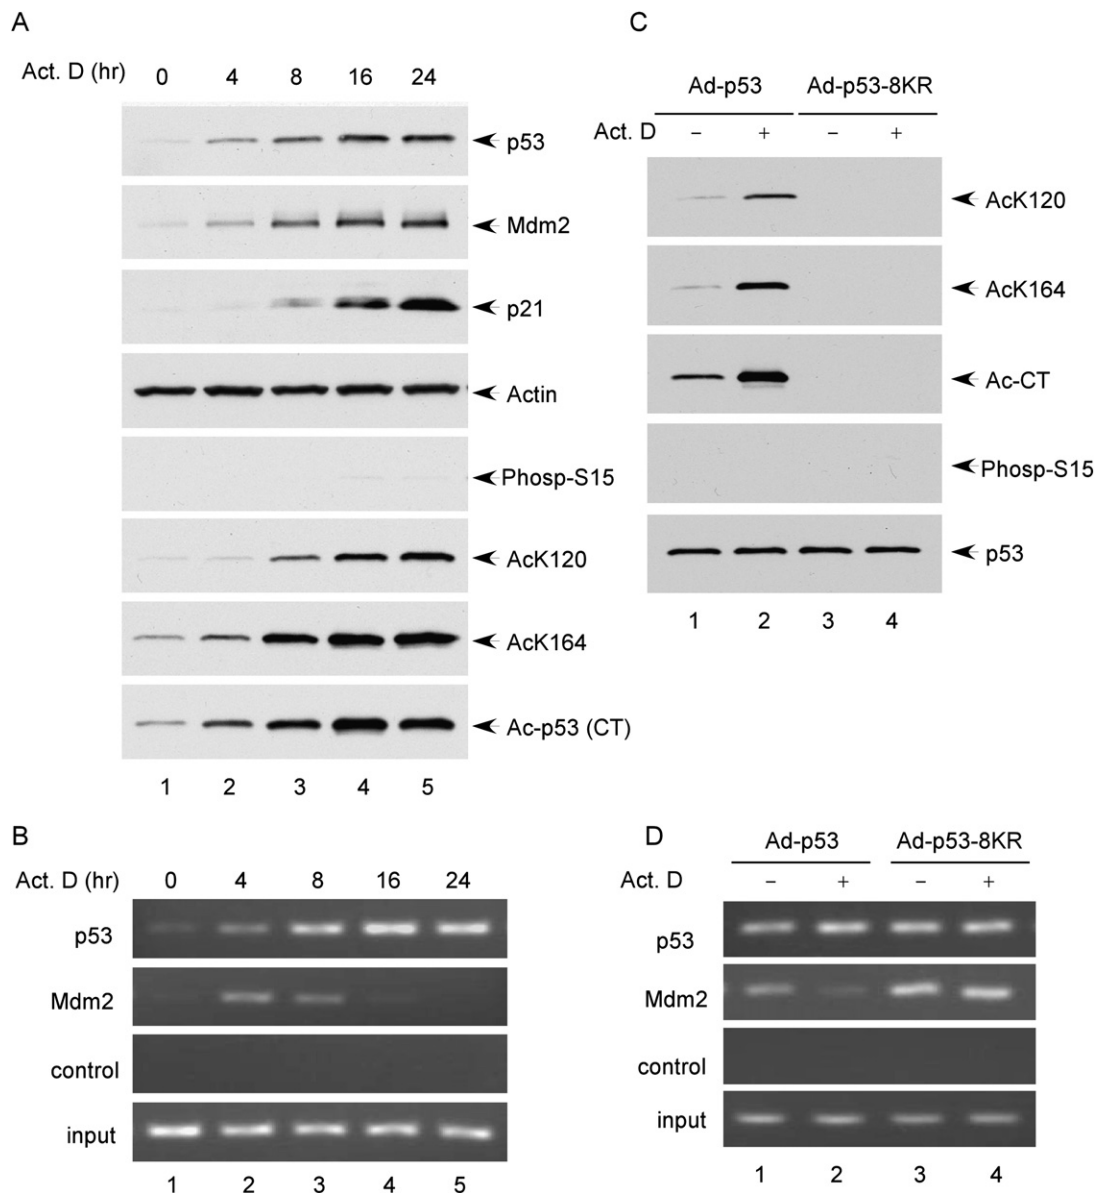 A
Act. D (hr) 0 4 8 16 24
p53
Mdm2
p21
Actin
Phosp-S15
AcK120
AcK164
Ac-p53 (CT)
1 2 3 4 5
B
Act. D (hr) 0 4 8 16 24
p53
Mdm2
control
input
1 2 3 4 5
C
Ad-p53 Ad-p53-8KR
Act. D – + – +
AcK120
AcK164
Ac-CT
Phosp-S15
p53
1 2 3 4
D
Ad-p53 Ad-p53-8KR
Act. D – + – +
p53
Mdm2
control
input
1 2 3 4